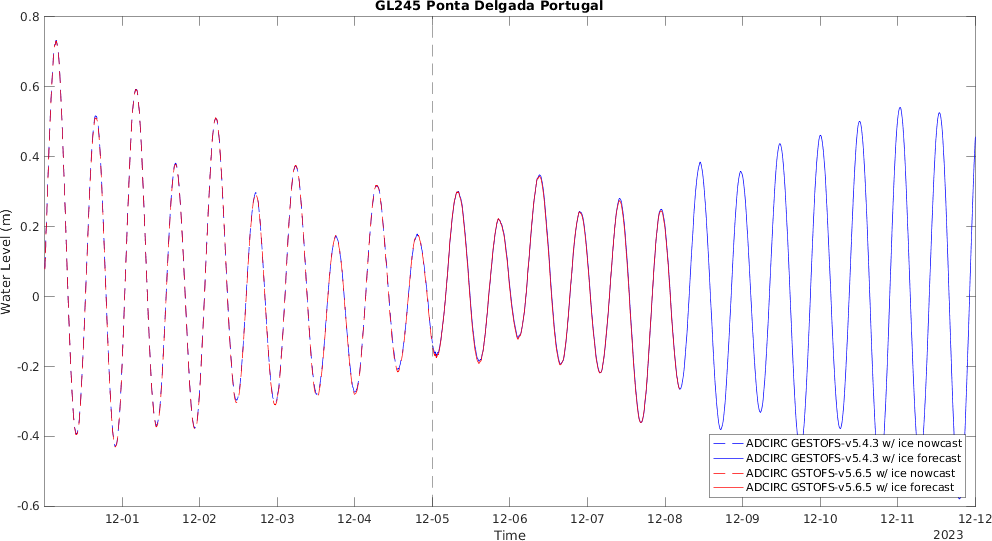 GL245 Ponta Delgada Portugal
0.8
0.6
0.4
0.2
0
-0.2
-0.4
-0.6
Water Level (m)
ADCIRC GESTOFS-v5.4.3 w/ ice nowcast
ADCIRC GESTOFS-v5.4.3 w/ ice forecast
ADCIRC GSTOFS-v5.6.5 w/ ice nowcast
ADCIRC GSTOFS-v5.6.5 w/ ice forecast
12-01 12-02 12-03 12-04 12-05 12-06 12-07 12-08 12-09 12-10 12-11 12-12
Time
2023